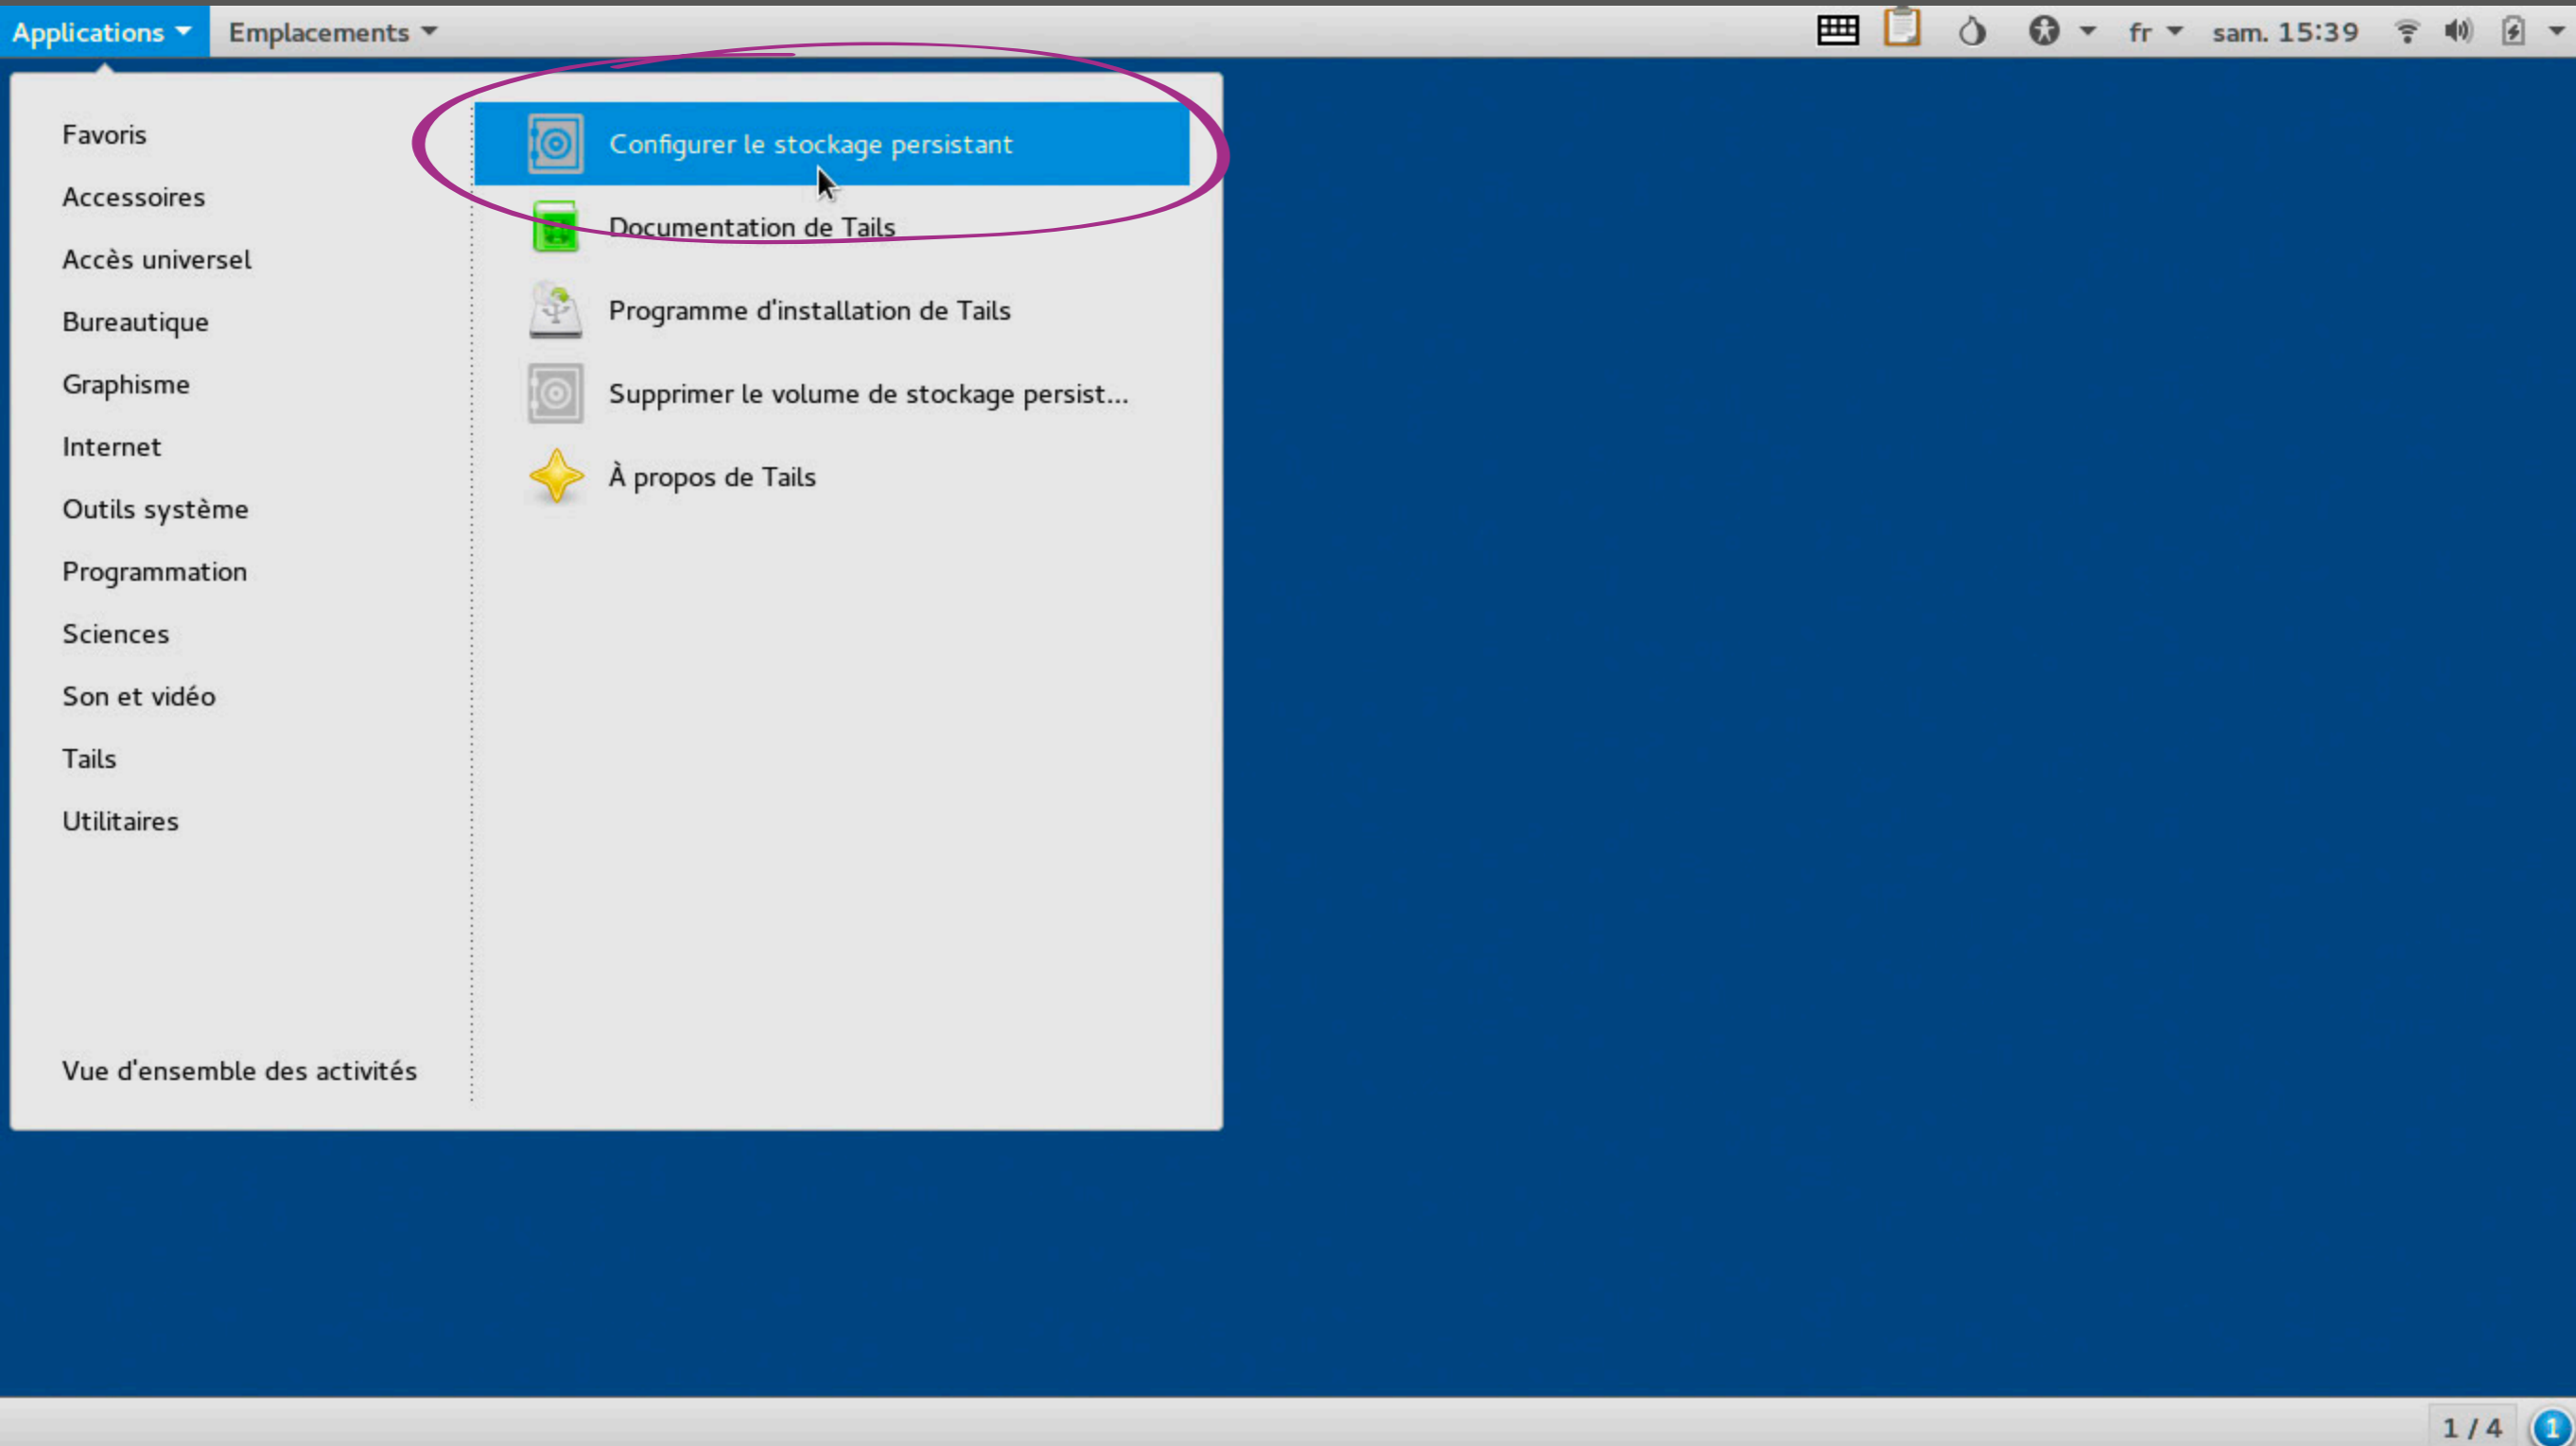 Applications Emplacements fr sam. 15:39
Favoris
Accessoires
Accès universel
Bureautique
Graphisme
Internet
Outils système
Programmation
Sciences
Son et vidéo
Tails
Utilitaires
Vue d'ensemble des activités
Configurer le stockage persistant
Documentation de Tails
Programme d'installation de Tails
Supprimer le volume de stockage persist...
À propos de Tails
1 / 4 1